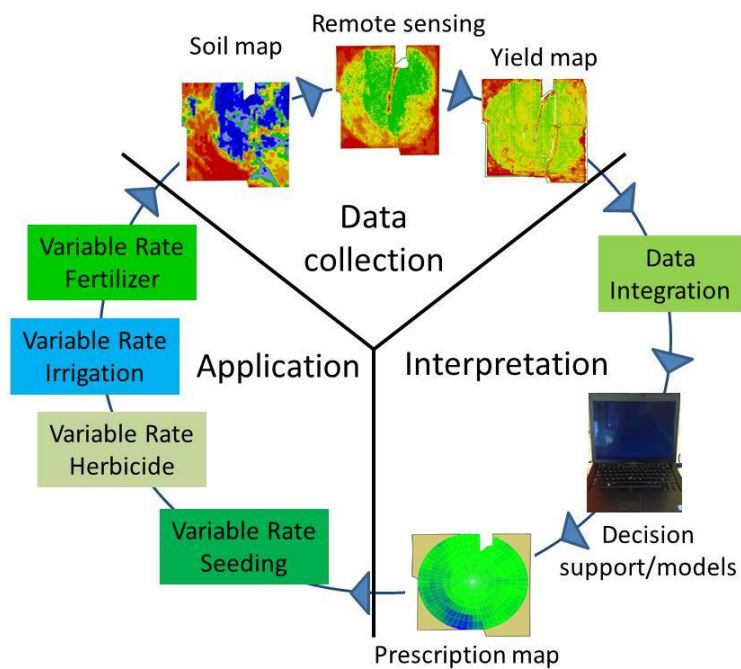 Remote sensing
Soil map
Yield map
Data
collection
Variable Rate
Fertilizer
Data
Integration
Variable Rate
Irrigation
Application
Interpretation
Variable Rate
Herbicide
Variable Rate
Seeding
Decision
support/models
Prescription map